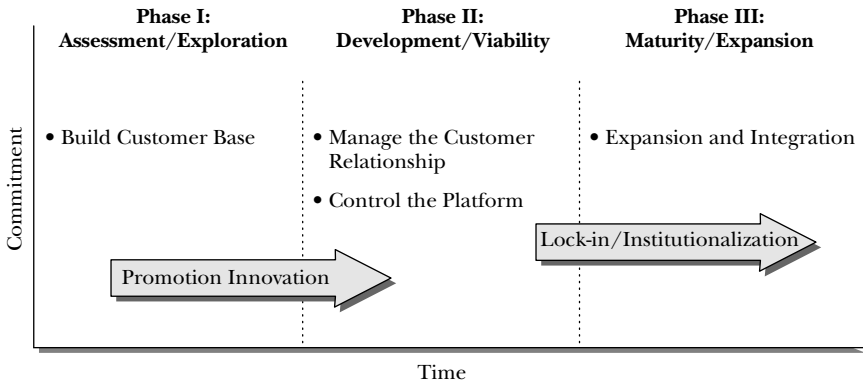 Phase I:
Assessment/Exploration
Phase II:
Development/Viability
Phase III:
Maturity/Expansion
Commitment
• Build Customer Base
• Manage the Customer
Relationship
• Control the Platform
• Expansion and Integration
Promotion Innovation
Lock-in/Institutionalization
Time